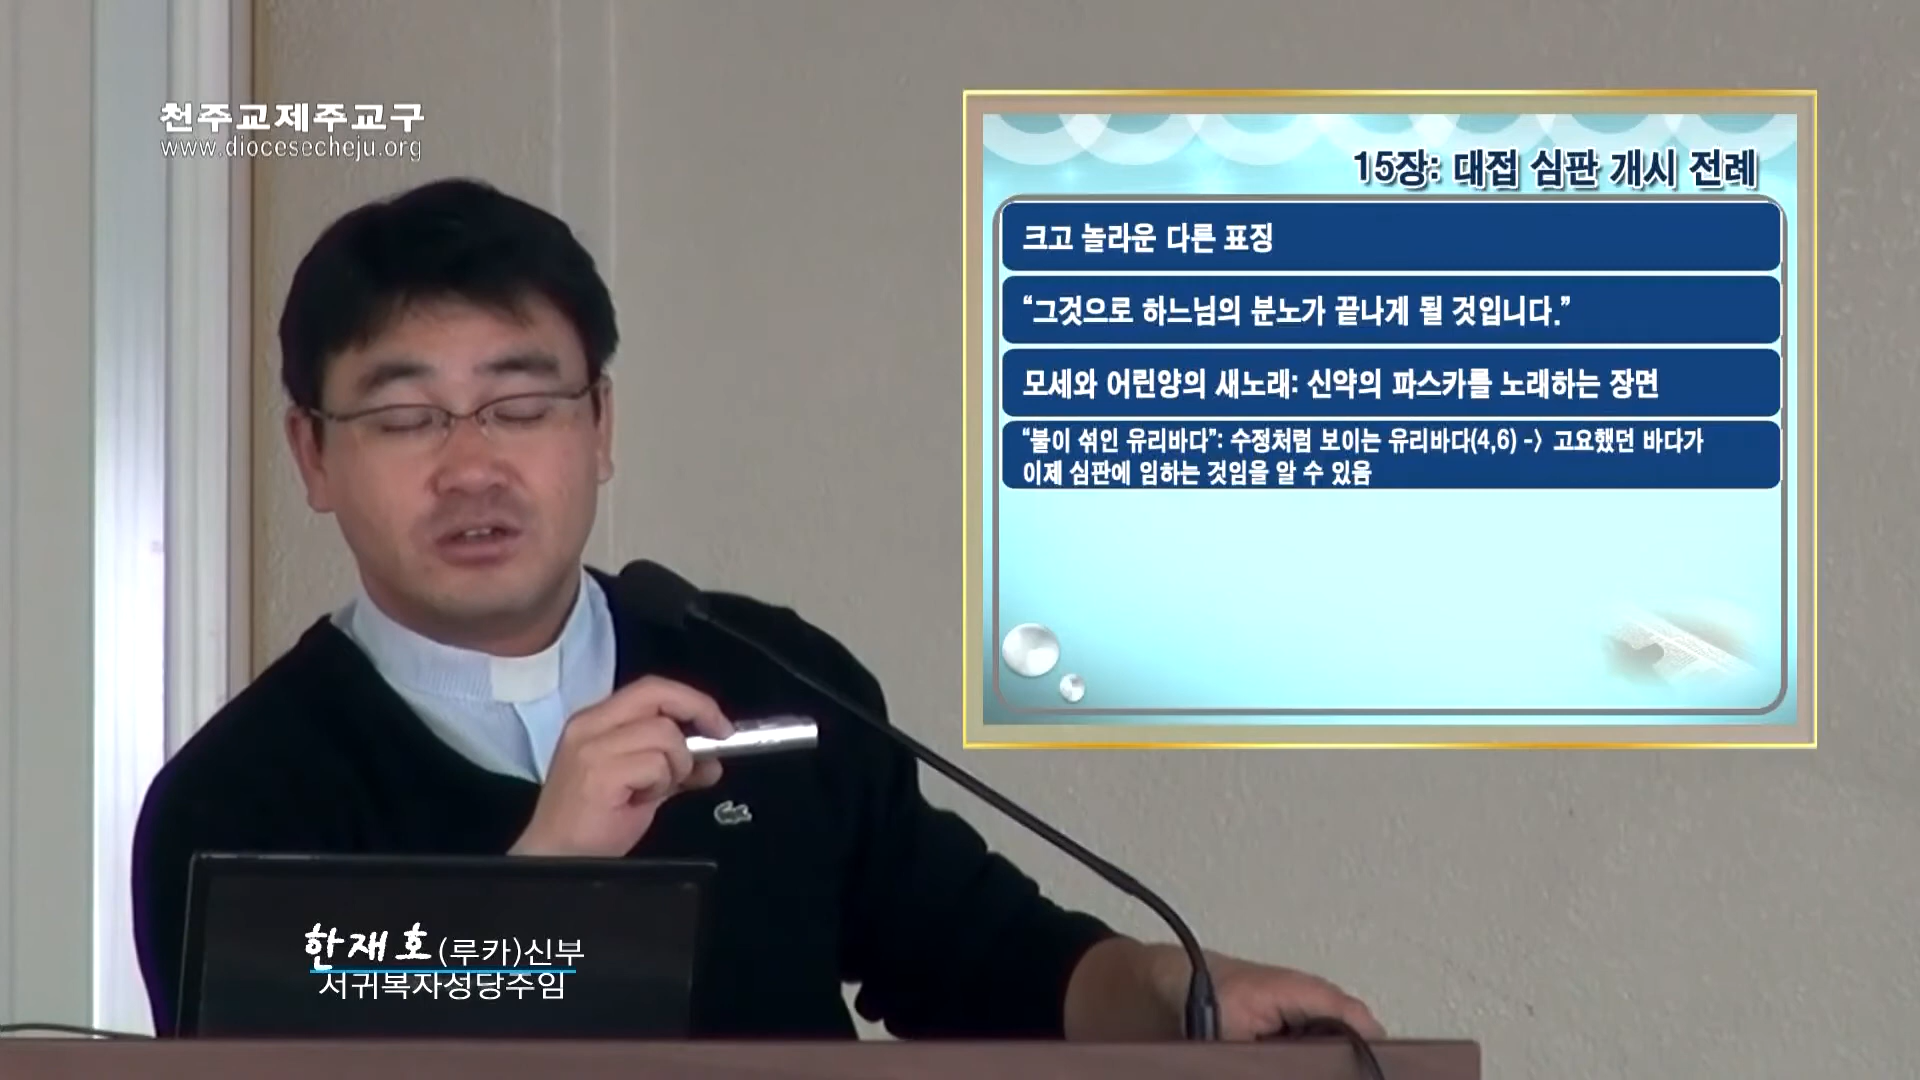 천주교제주교구
www.diocesecheju.org
15장: 대접 심판 개시 전례
크고 놀라운 다른 표징
“그것으로 하느님의 분노가 끝나게 될 것입니다.”
모세와 어린양의 새노래: 신약의 파스카를 노래하는 장면
“불이 섞인 유리바다”: 수정처럼 보이는 유리바다(4,6) -> 고요했던 바다가
이제 심판에 임하는 것임을 알 수 있음
한재호(루카)신부
서귀복자성당주임